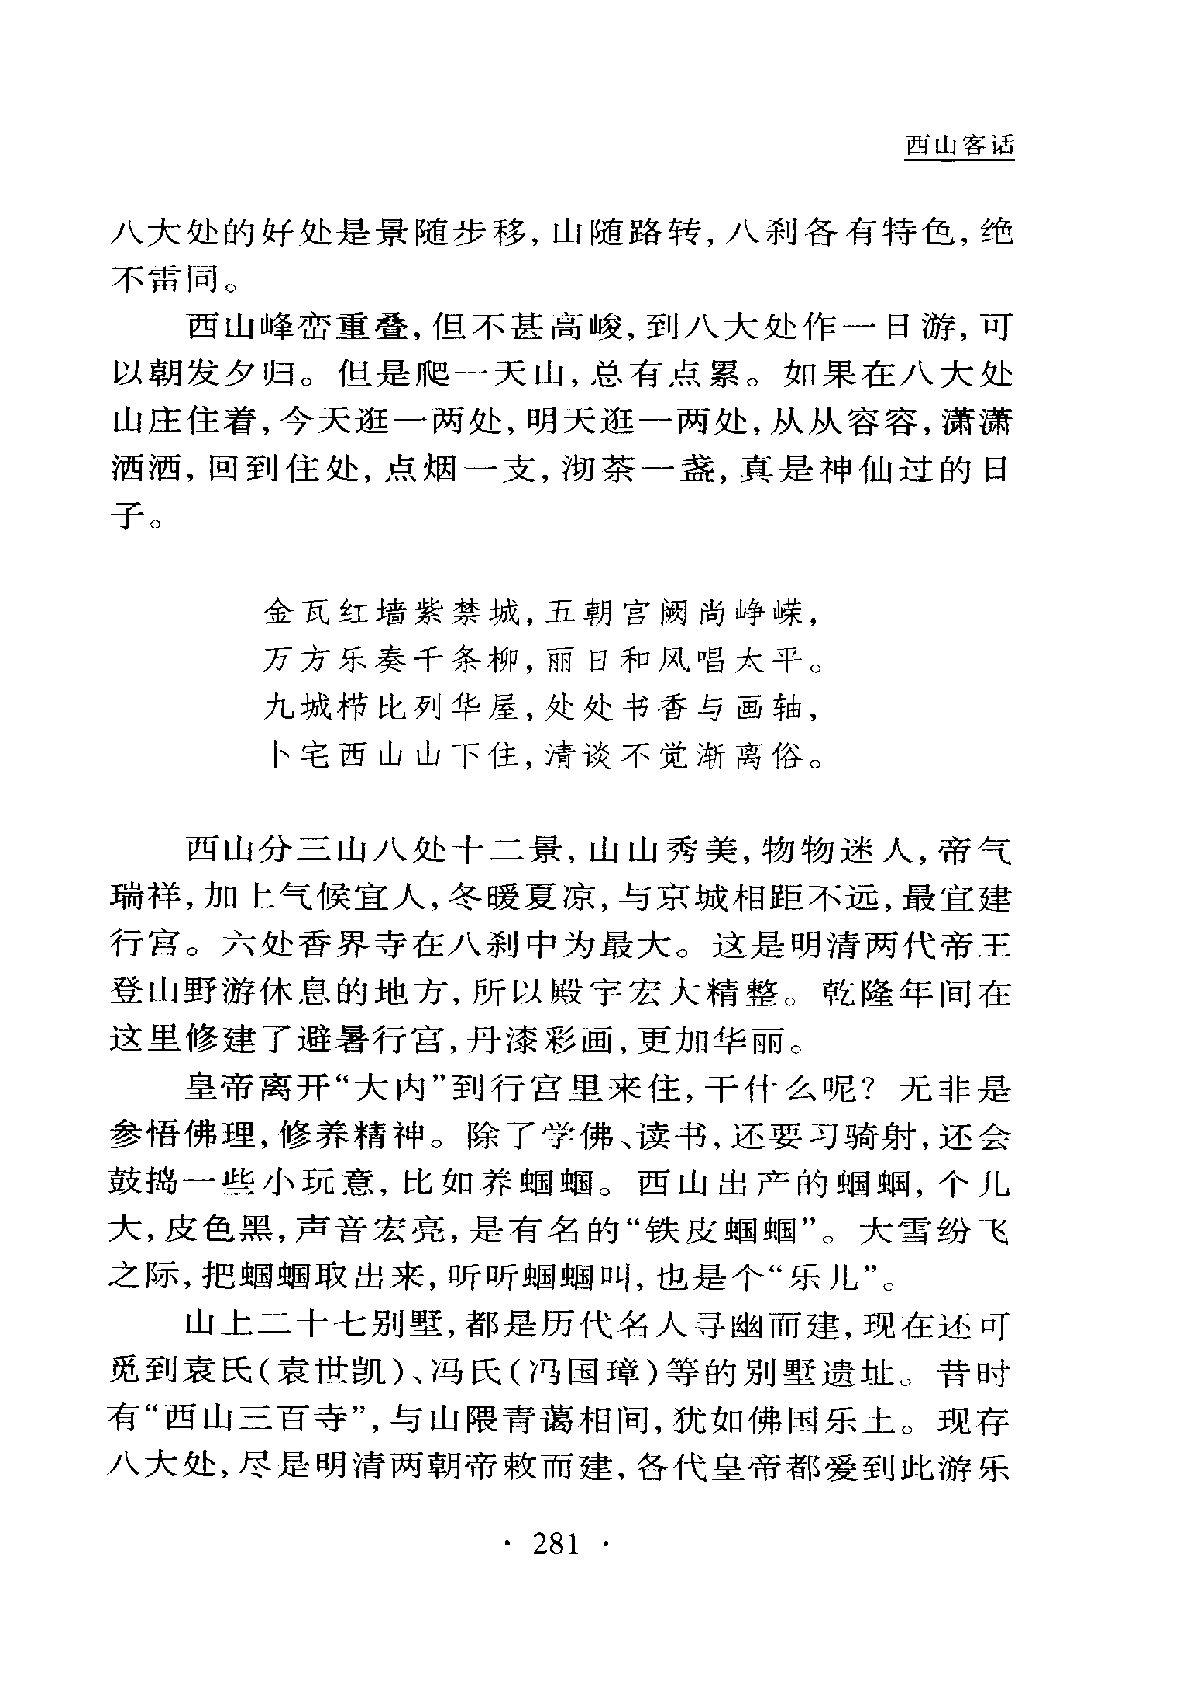 西山客话
八大处的好处是景随步移,山随路转,八刹各有特色,绝
不雷同。
西山峰峦重叠,但不甚高峻,到八大处作一日游,可
以朝发夕归。但是爬一天山,总有点累。如果在八大处
山庄住着,今天逛一两处,明天逛一两处,从从容容,潇潇
洒洒,回到住处,点烟一支,沏茶一盏,真是神仙过的日
子。
金瓦红墙紫禁城,五朝宫阙尚峥嵘,
万方乐奏千条柳,丽日和风唱太平。
九城栉比列华屋,处处书香与画轴,
卜宅西山山下住,清谈不觉渐离俗。
西山分三山八处十二景,山山秀美,物物迷人,帝气
瑞祥,加上气候宜人,冬暖夏凉,与京城相距不远,最宜建
行宫。六处香界寺在八刹中为最大。这是明清两代帝王
登山野游休息的地方,所以殿宇宏大精整。乾隆年间在
这里修建了避暑行宫,丹漆彩画,更加华丽。
皇帝离开“大内”到行宫里来住,干什么呢?无非是
参悟佛理,修养精神。除了学佛、读书,还要习骑射,还会
鼓捣一些小玩意,比如养蝈蝈。西山出产的蝈蝈,个儿
大,皮色黑,声音宏亮,是有名的“铁皮蝈蝈”。大雪纷飞
之际,把蝈蝈取出来,听听蝈蝈叫,也是个“乐儿”。
山上二十七别墅,都是历代名人寻幽而建,现在还可
觅到袁氏(袁世凯)、冯氏(冯国璋)等的别墅遗址。昔时
有“西山三百寺”,与山隈青蔼相间,犹如佛国乐土。现存
八大处,尽是明清两朝帝敕而建,各代皇帝都爱到此游乐
· 281 ·